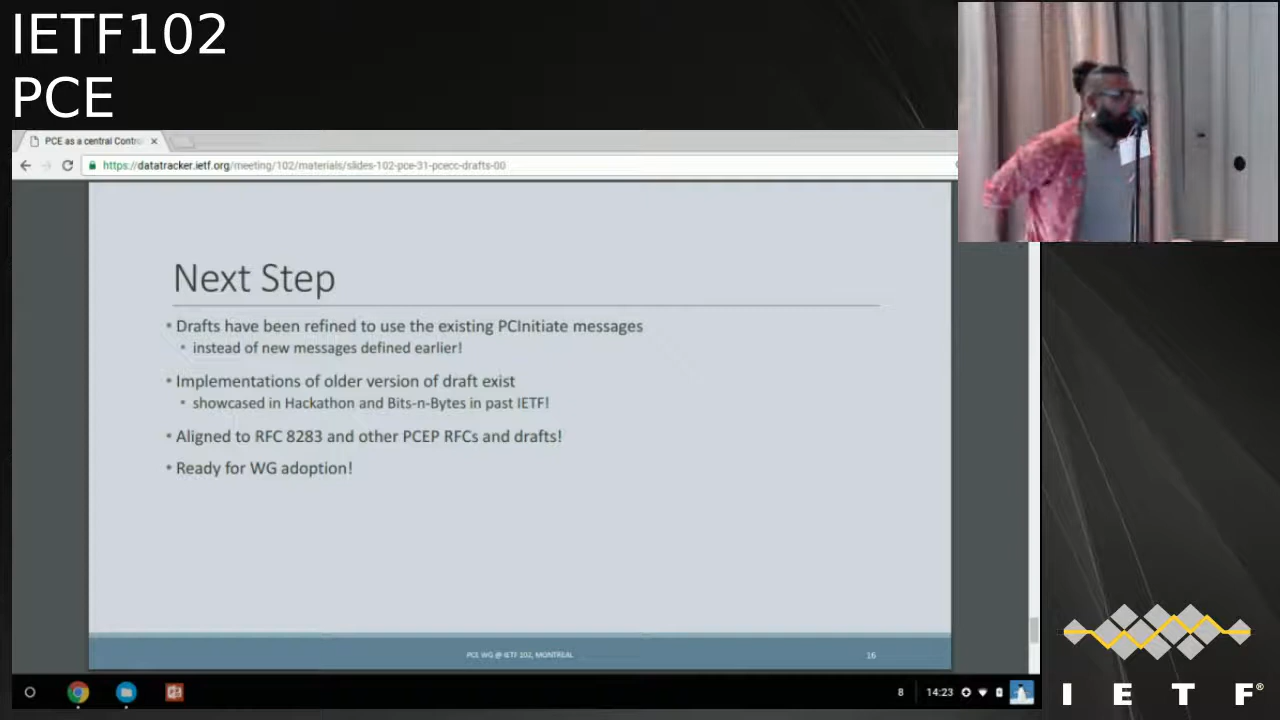 IETF102
PCE
PCE as a central Contro
https://datatracker.ietf.org/meeting/102/materials/slides-102-pce-31-pcecc-drafts-00
Next Step
Drafts have been refined to use the existing PCInitiate messages
instead of new messages defined earlier!
Implementations of older version of draft exist
showcased in Hackathon and Bits-n-Bytes in past IETF!
Aligned to RFC 8283 and other PCEP RFCs and drafts!
Ready for WG adoption!
PCE WG @ IETF 102, MONTREAL
16
8
14:23
IETF®